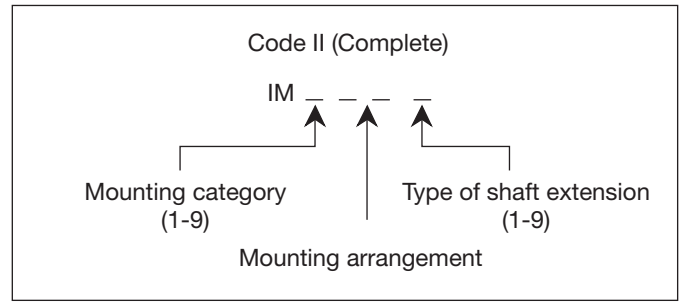 Code II (Complete)
IM _ _ _ _
Mounting category
(1-9)
Type of shaft extension
(1-9)
Mounting arrangement